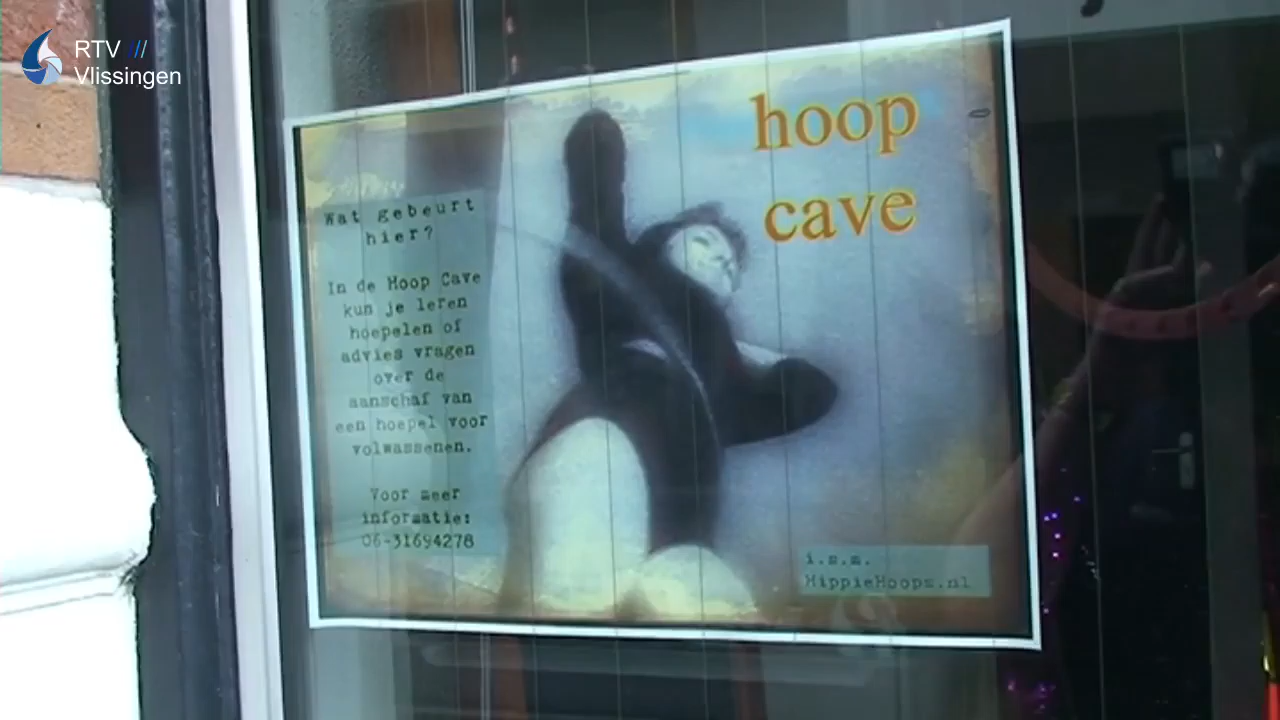 RTV ///
Vlissingen
hoop
cave
Wat gebeurt
hier?
In de Hoop Cave
kun je leren
hoepelen of
advies vragen
over de
aanschaf van
een hoepel voor
volwassenen.
Voor meer
informatie:
06-31694278
i.s.m.
HippieHoops.nl